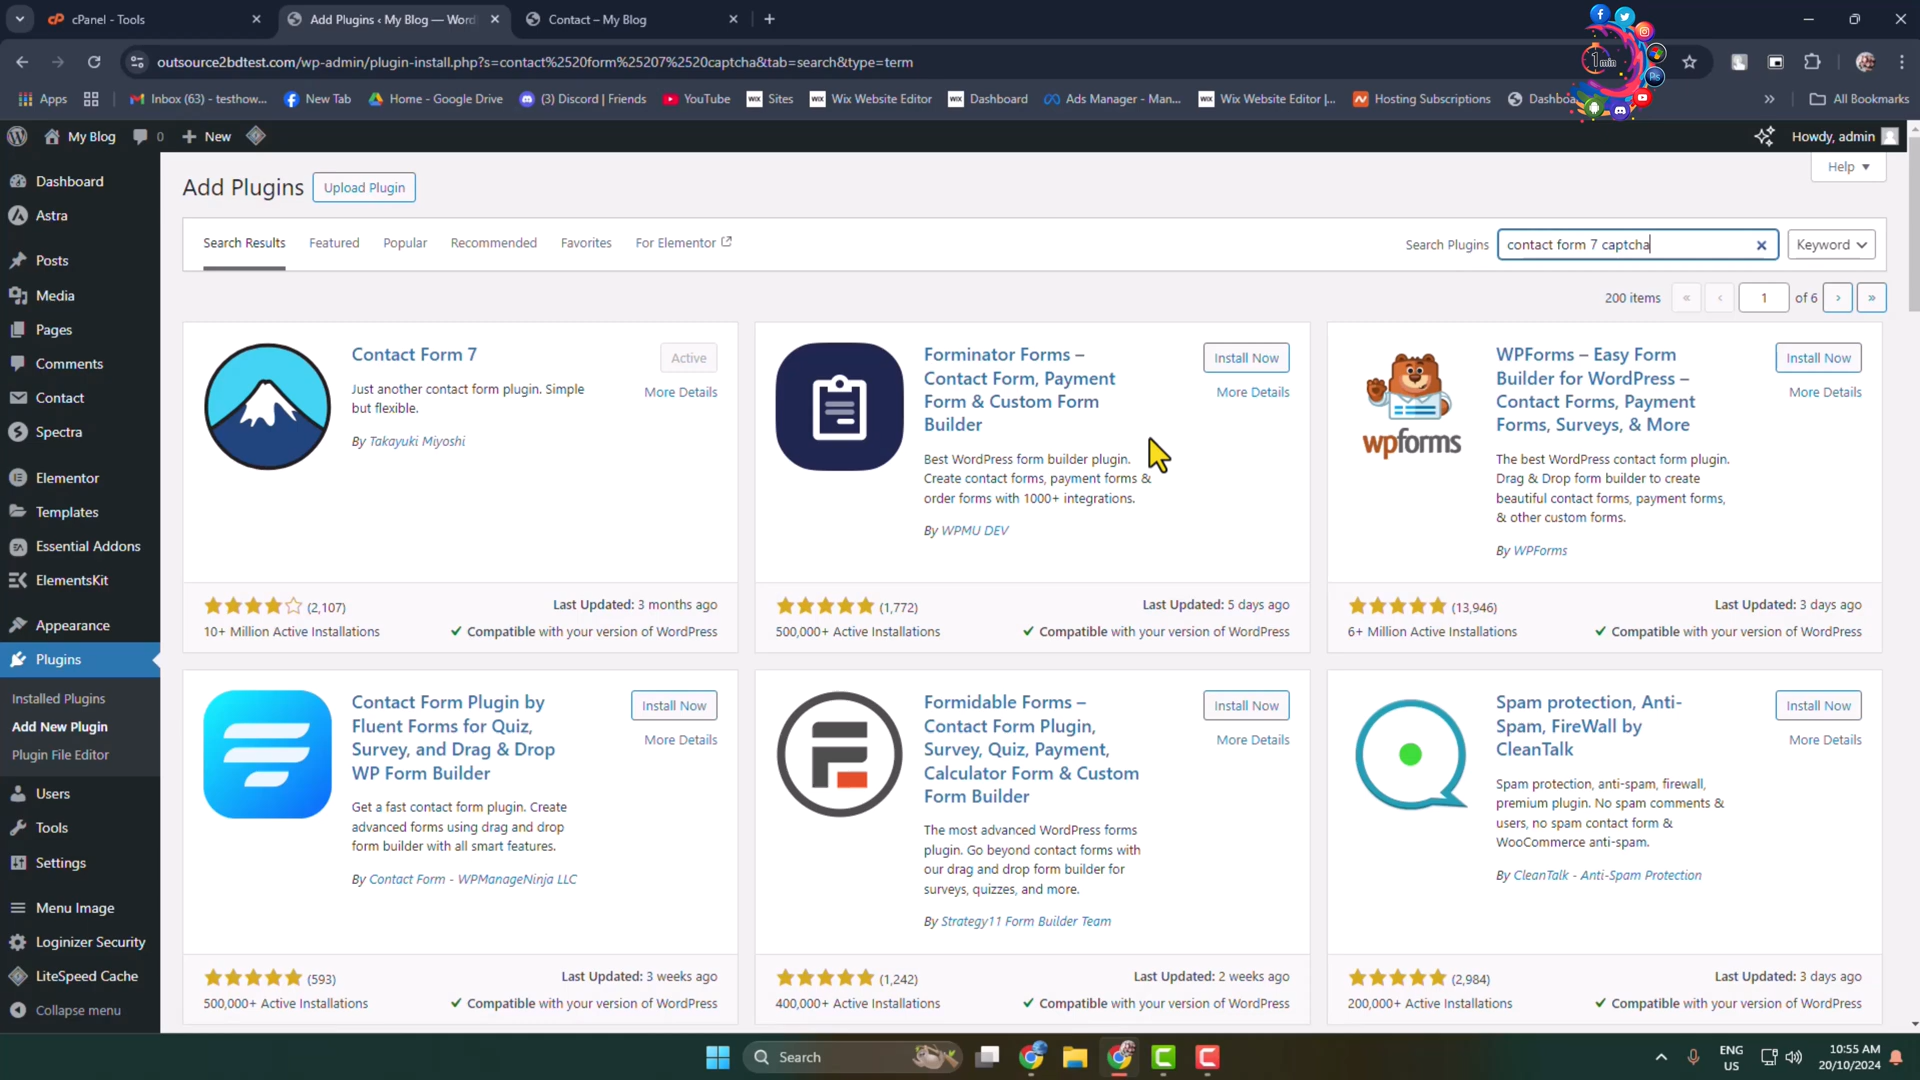 cPanel - Tools
Add Plugins ‹ My Blog — Word
Contact – My Blog
outsource2bdtest.com/wp-admin/plugin-install.php?s=contact%2520form%25207%2520captcha&tab=search&type=term
1min
Ps
Apps
Inbox (63) - testhow...
New Tab
Home - Google Drive
(3) Discord | Friends
YouTube
WIX Sites
WIX Wix Website Editor
WIX Dashboard
Ads Manager - Man...
WIX Wix Website Editor |...
Hosting Subscriptions
Dashboa
All Bookmarks
My Blog
0
New
Howdy, admin
Dashboard
Astra
Posts
Media
Pages
Comments
Contact
Spectra
Elementor
Templates
Essential Addons
ElementsKit
Appearance
Plugins
Installed Plugins
Add New Plugin
Plugin File Editor
Users
Tools
Settings
Menu Image
Loginizer Security
LiteSpeed Cache
Collapse menu
Add Plugins
Upload Plugin
Help
Search Results
Featured
Popular
Recommended
Favorites
For Elementor
Search Plugins
contact form 7 captcha
Keyword
200 items
«
‹
1
of 6
›
»
Contact Form 7
Active
More Details
Just another contact form plugin. Simple
but flexible.
By Takayuki Miyoshi
(2,107)
10+ Million Active Installations
Last Updated: 3 months ago
Compatible with your version of WordPress
Forminator Forms –
Contact Form, Payment
Form & Custom Form
Builder
Install Now
More Details
Best WordPress form builder plugin.
Create contact forms, payment forms &
order forms with 1000+ integrations.
By WPMU DEV
(1,772)
500,000+ Active Installations
Last Updated: 5 days ago
Compatible with your version of WordPress
wpforms
WPForms – Easy Form
Builder for WordPress –
Contact Forms, Payment
Forms, Surveys, & More
Install Now
More Details
The best WordPress contact form plugin.
Drag & Drop form builder to create
beautiful contact forms, payment forms,
& other custom forms.
By WPForms
(13,946)
6+ Million Active Installations
Last Updated: 3 days ago
Compatible with your version of WordPress
Contact Form Plugin by
Fluent Forms for Quiz,
Survey, and Drag & Drop
WP Form Builder
Install Now
More Details
Get a fast contact form plugin. Create
advanced forms using drag and drop
form builder with all smart features.
By Contact Form - WPManageNinja LLC
(593)
500,000+ Active Installations
Last Updated: 3 weeks ago
Compatible with your version of WordPress
Formidable Forms –
Contact Form Plugin,
Survey, Quiz, Payment,
Calculator Form & Custom
Form Builder
Install Now
More Details
The most advanced WordPress forms
plugin. Go beyond contact forms with
our drag and drop form builder for
surveys, quizzes, and more.
By Strategy11 Form Builder Team
(1,242)
400,000+ Active Installations
Last Updated: 2 weeks ago
Compatible with your version of WordPress
Spam protection, Anti-
Spam, FireWall by
CleanTalk
Install Now
More Details
Spam protection, anti-spam, firewall,
premium plugin. No spam comments &
users, no spam contact form &
WooCommerce anti-spam.
By CleanTalk - Anti-Spam Protection
(2,984)
200,000+ Active Installations
Last Updated: 3 days ago
Compatible with your version of WordPress
Search
ENG
US
10:55 AM
20/10/2024